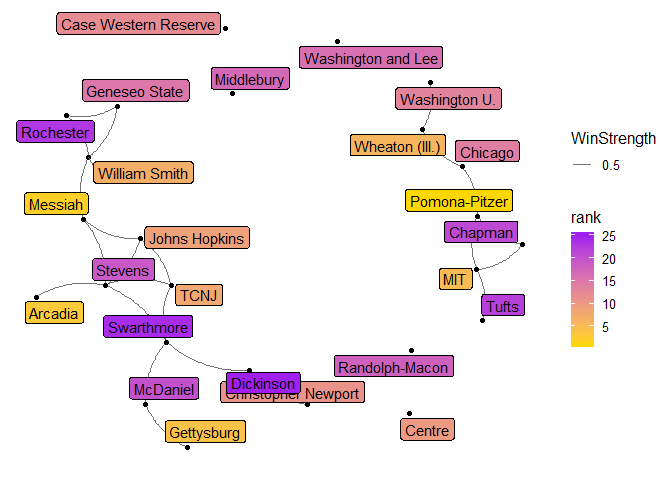 Case Western Reserve
Washington and Lee
Middlebury
Geneseo State
Washington U.
Rochester
Wheaton (Ill.)
Chicago
William Smith
Messiah
Pomona-Pitzer
Johns Hopkins
Chapman
Stevens
MIT
TCNJ
Arcadia
Tufts
Swarthmore
Randolph-Macon
Dickinson
McDaniel
Christopher Newport
Gettysburg
Centre
WinStrength
0.5
rank
25
20
15
10
5